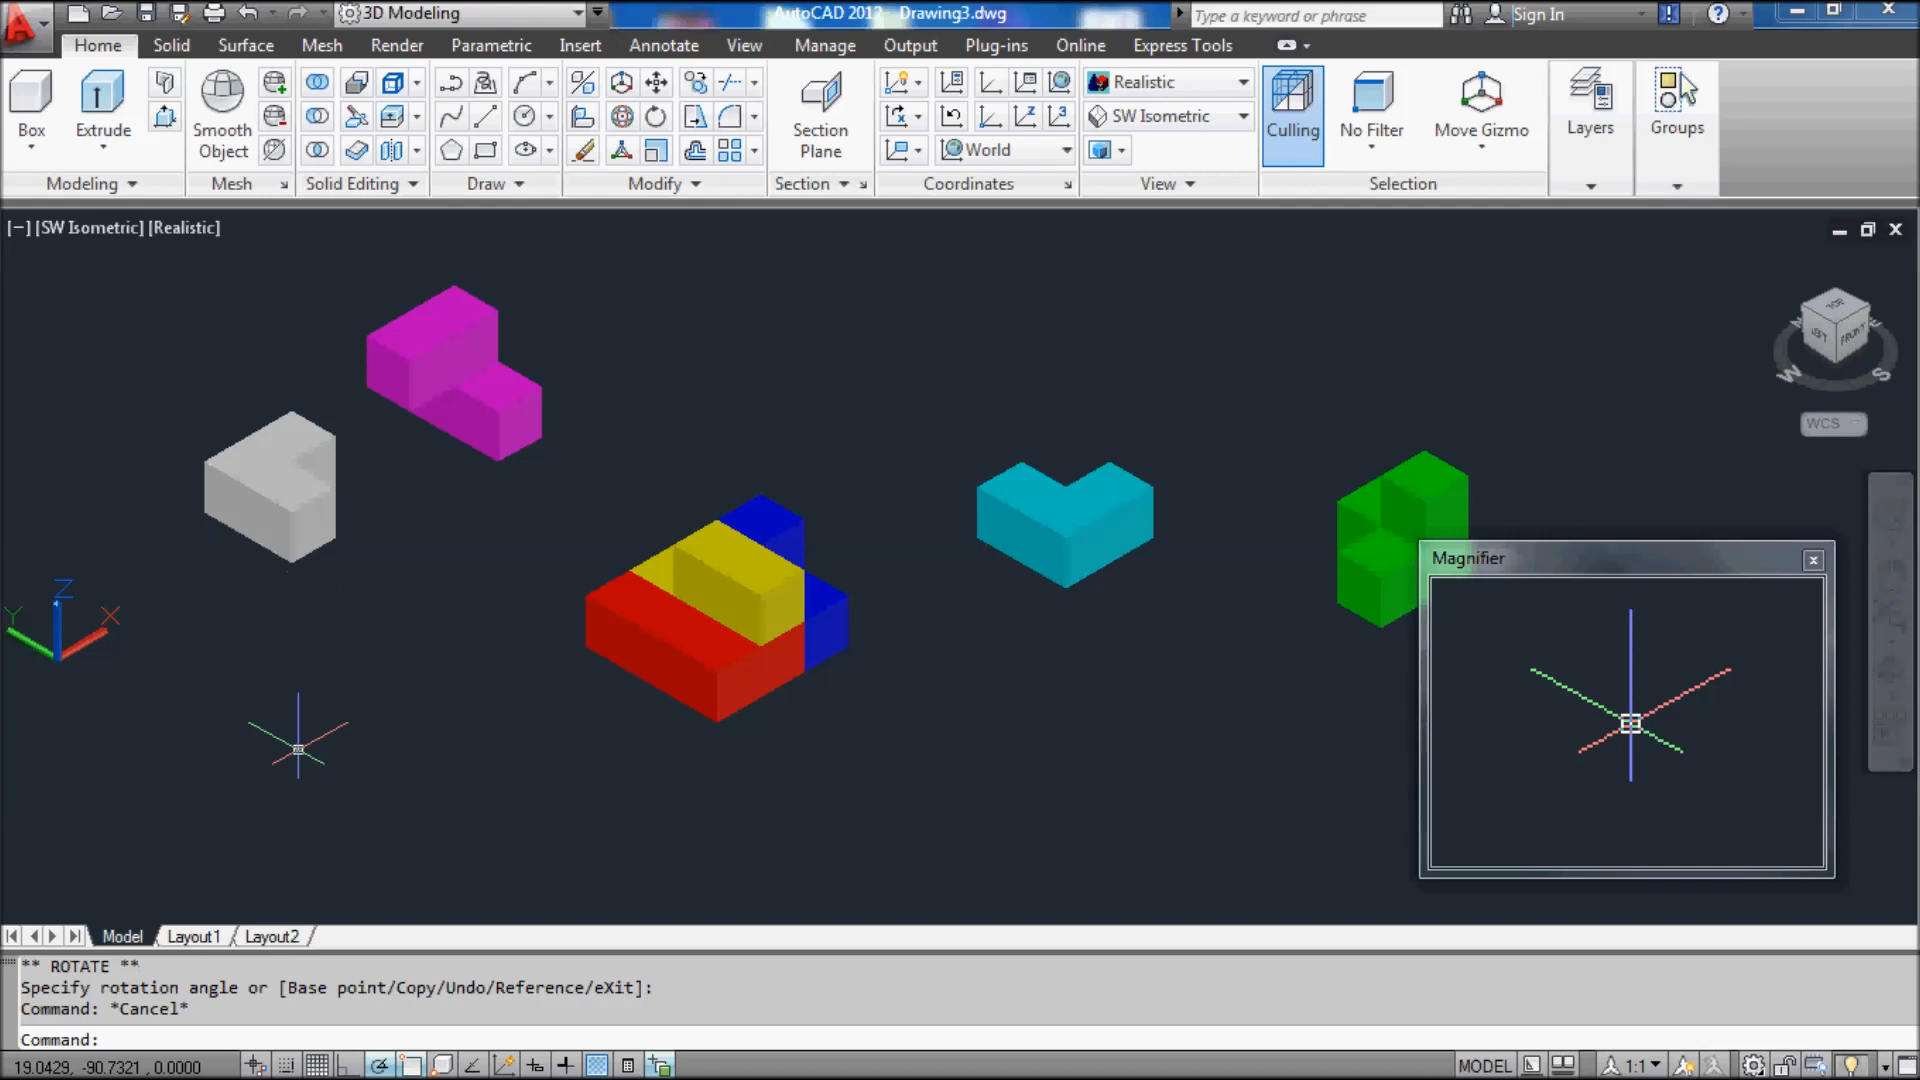 3D Modeling
AutoCAD 2012 - Drawing3.dwg
Type a keyword or phrase
Sign In
Home Solid Surface Mesh Render Parametric Insert Annotate View Manage Output Plug-ins Online Express Tools
Box
Extrude
Smooth
Object
Section
Plane
Realistic
SW Isometric
World
Culling
No Filter
Move Gizmo
Layers
Groups
Modeling Mesh Solid Editing Draw Modify Section Coordinates View Selection
[−] [SW Isometric] [Realistic]
TOP
LEFT
FRONT
W
S
WCS
Z
Y
X
Magnifier
Model Layout1 Layout2
** ROTATE **
Specify rotation angle or [Base point/Copy/Undo/Reference/eXit]:
Command: *Cancel*
Command:
19.0429, -90.7321 , 0.0000
MODEL
1:1